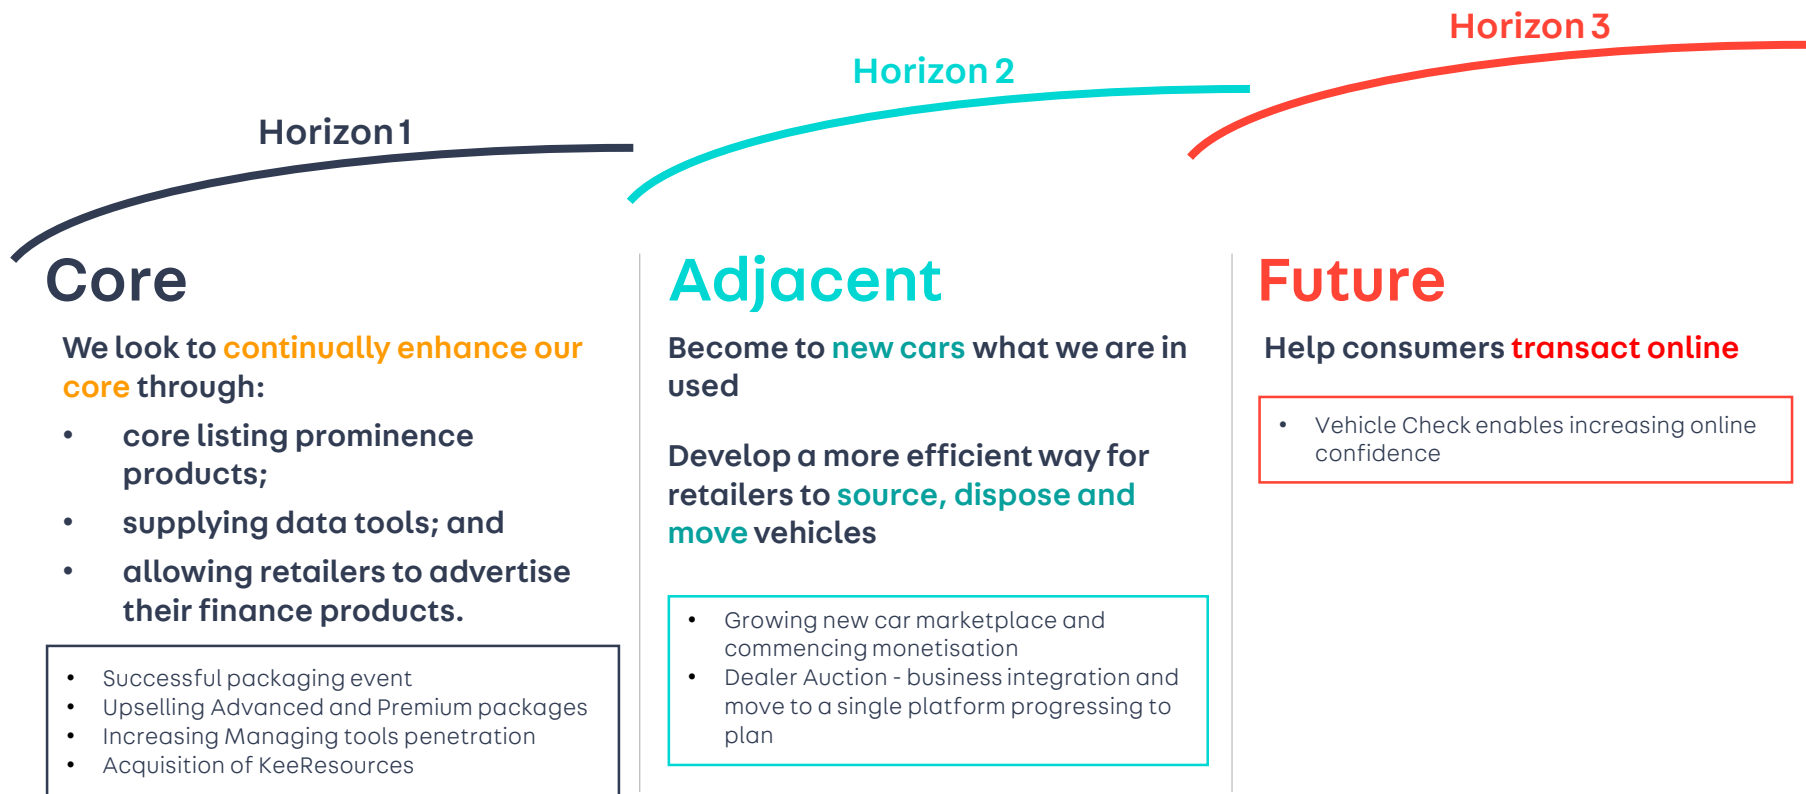 Horizon 1
Horizon 2
Horizon 3
Core
We look to continually enhance our
core through:
• core listing prominence
products;
• supplying data tools; and
• allowing retailers to advertise
their finance products.
• Successful packaging event
• Upselling Advanced and Premium packages
• Increasing Managing tools penetration
• Acquisition of KeeResources
Adjacent
Become to new cars what we are in
used
Develop a more efficient way for
retailers to source, dispose and
move vehicles
• Growing new car marketplace and
commencing monetisation
• Dealer Auction - business integration and
move to a single platform progressing to
plan
Future
Help consumers transact online
• Vehicle Check enables increasing online
confidence